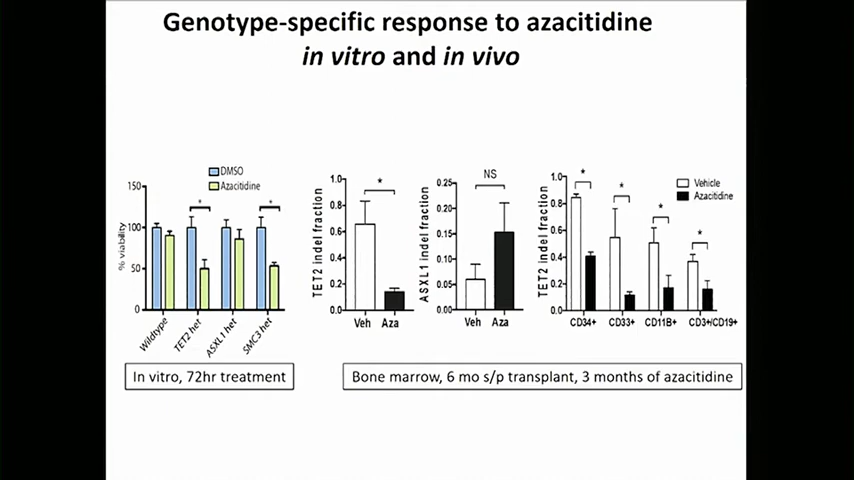 Genotype-specific response to azacitidine
in vitro and in vivo
DMSO
Azacitidine
150
100
50
0
% viability
*
*
Wildtype
TET2 het
ASXL1 het
SMC3 het
In vitro, 72hr treatment
1.0
0.8
0.6
0.4
0.2
0.0
TET2 indel fraction
*
Veh Aza
0.25
0.20
0.15
0.10
0.05
0.00
ASXL1 indel fraction
NS
Veh Aza
1.0
0.8
0.6
0.4
0.2
0.0
TET2 indel fraction
*
*
*
*
Vehicle
Azacitidine
CD34+ CD33+ CD11B+ CD3+/CD19+
Bone marrow, 6 mo s/p transplant, 3 months of azacitidine